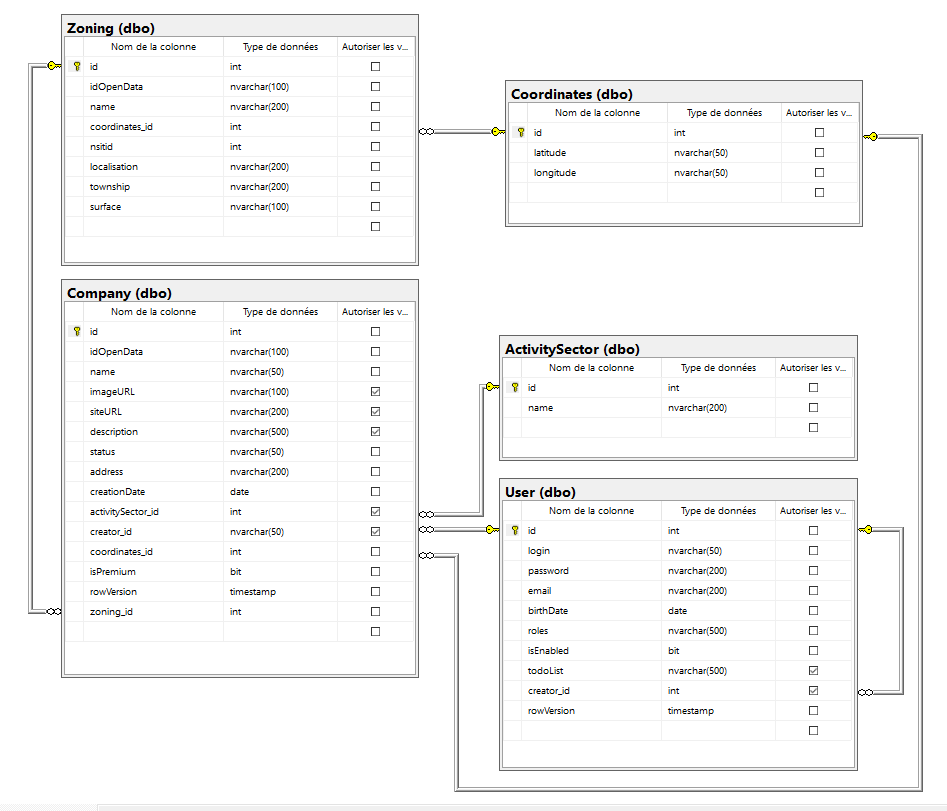 Zoning (dbo)
Nom de la colonne Type de données Autoriser les v...
id int
idOpenData nvarchar(100)
name nvarchar(200)
coordinates_id int
nsitid int
localisation nvarchar(200)
township nvarchar(200)
surface nvarchar(100)
Coordinates (dbo)
Nom de la colonne Type de données Autoriser les v...
id int
latitude nvarchar(50)
longitude nvarchar(50)
Company (dbo)
Nom de la colonne Type de données Autoriser les v...
id int
idOpenData nvarchar(100)
name nvarchar(50)
imageURL nvarchar(100)
siteURL nvarchar(200)
description nvarchar(500)
status nvarchar(50)
address nvarchar(200)
creationDate date
activitySector_id int
creator_id nvarchar(50)
coordinates_id int
isPremium bit
rowVersion timestamp
zoning_id int
ActivitySector (dbo)
Nom de la colonne Type de données Autoriser les v...
id int
name nvarchar(200)
User (dbo)
Nom de la colonne Type de données Autoriser les v...
id int
login nvarchar(50)
password nvarchar(200)
email nvarchar(200)
birthDate date
roles nvarchar(500)
isEnabled bit
todoList nvarchar(500)
creator_id int
rowVersion timestamp